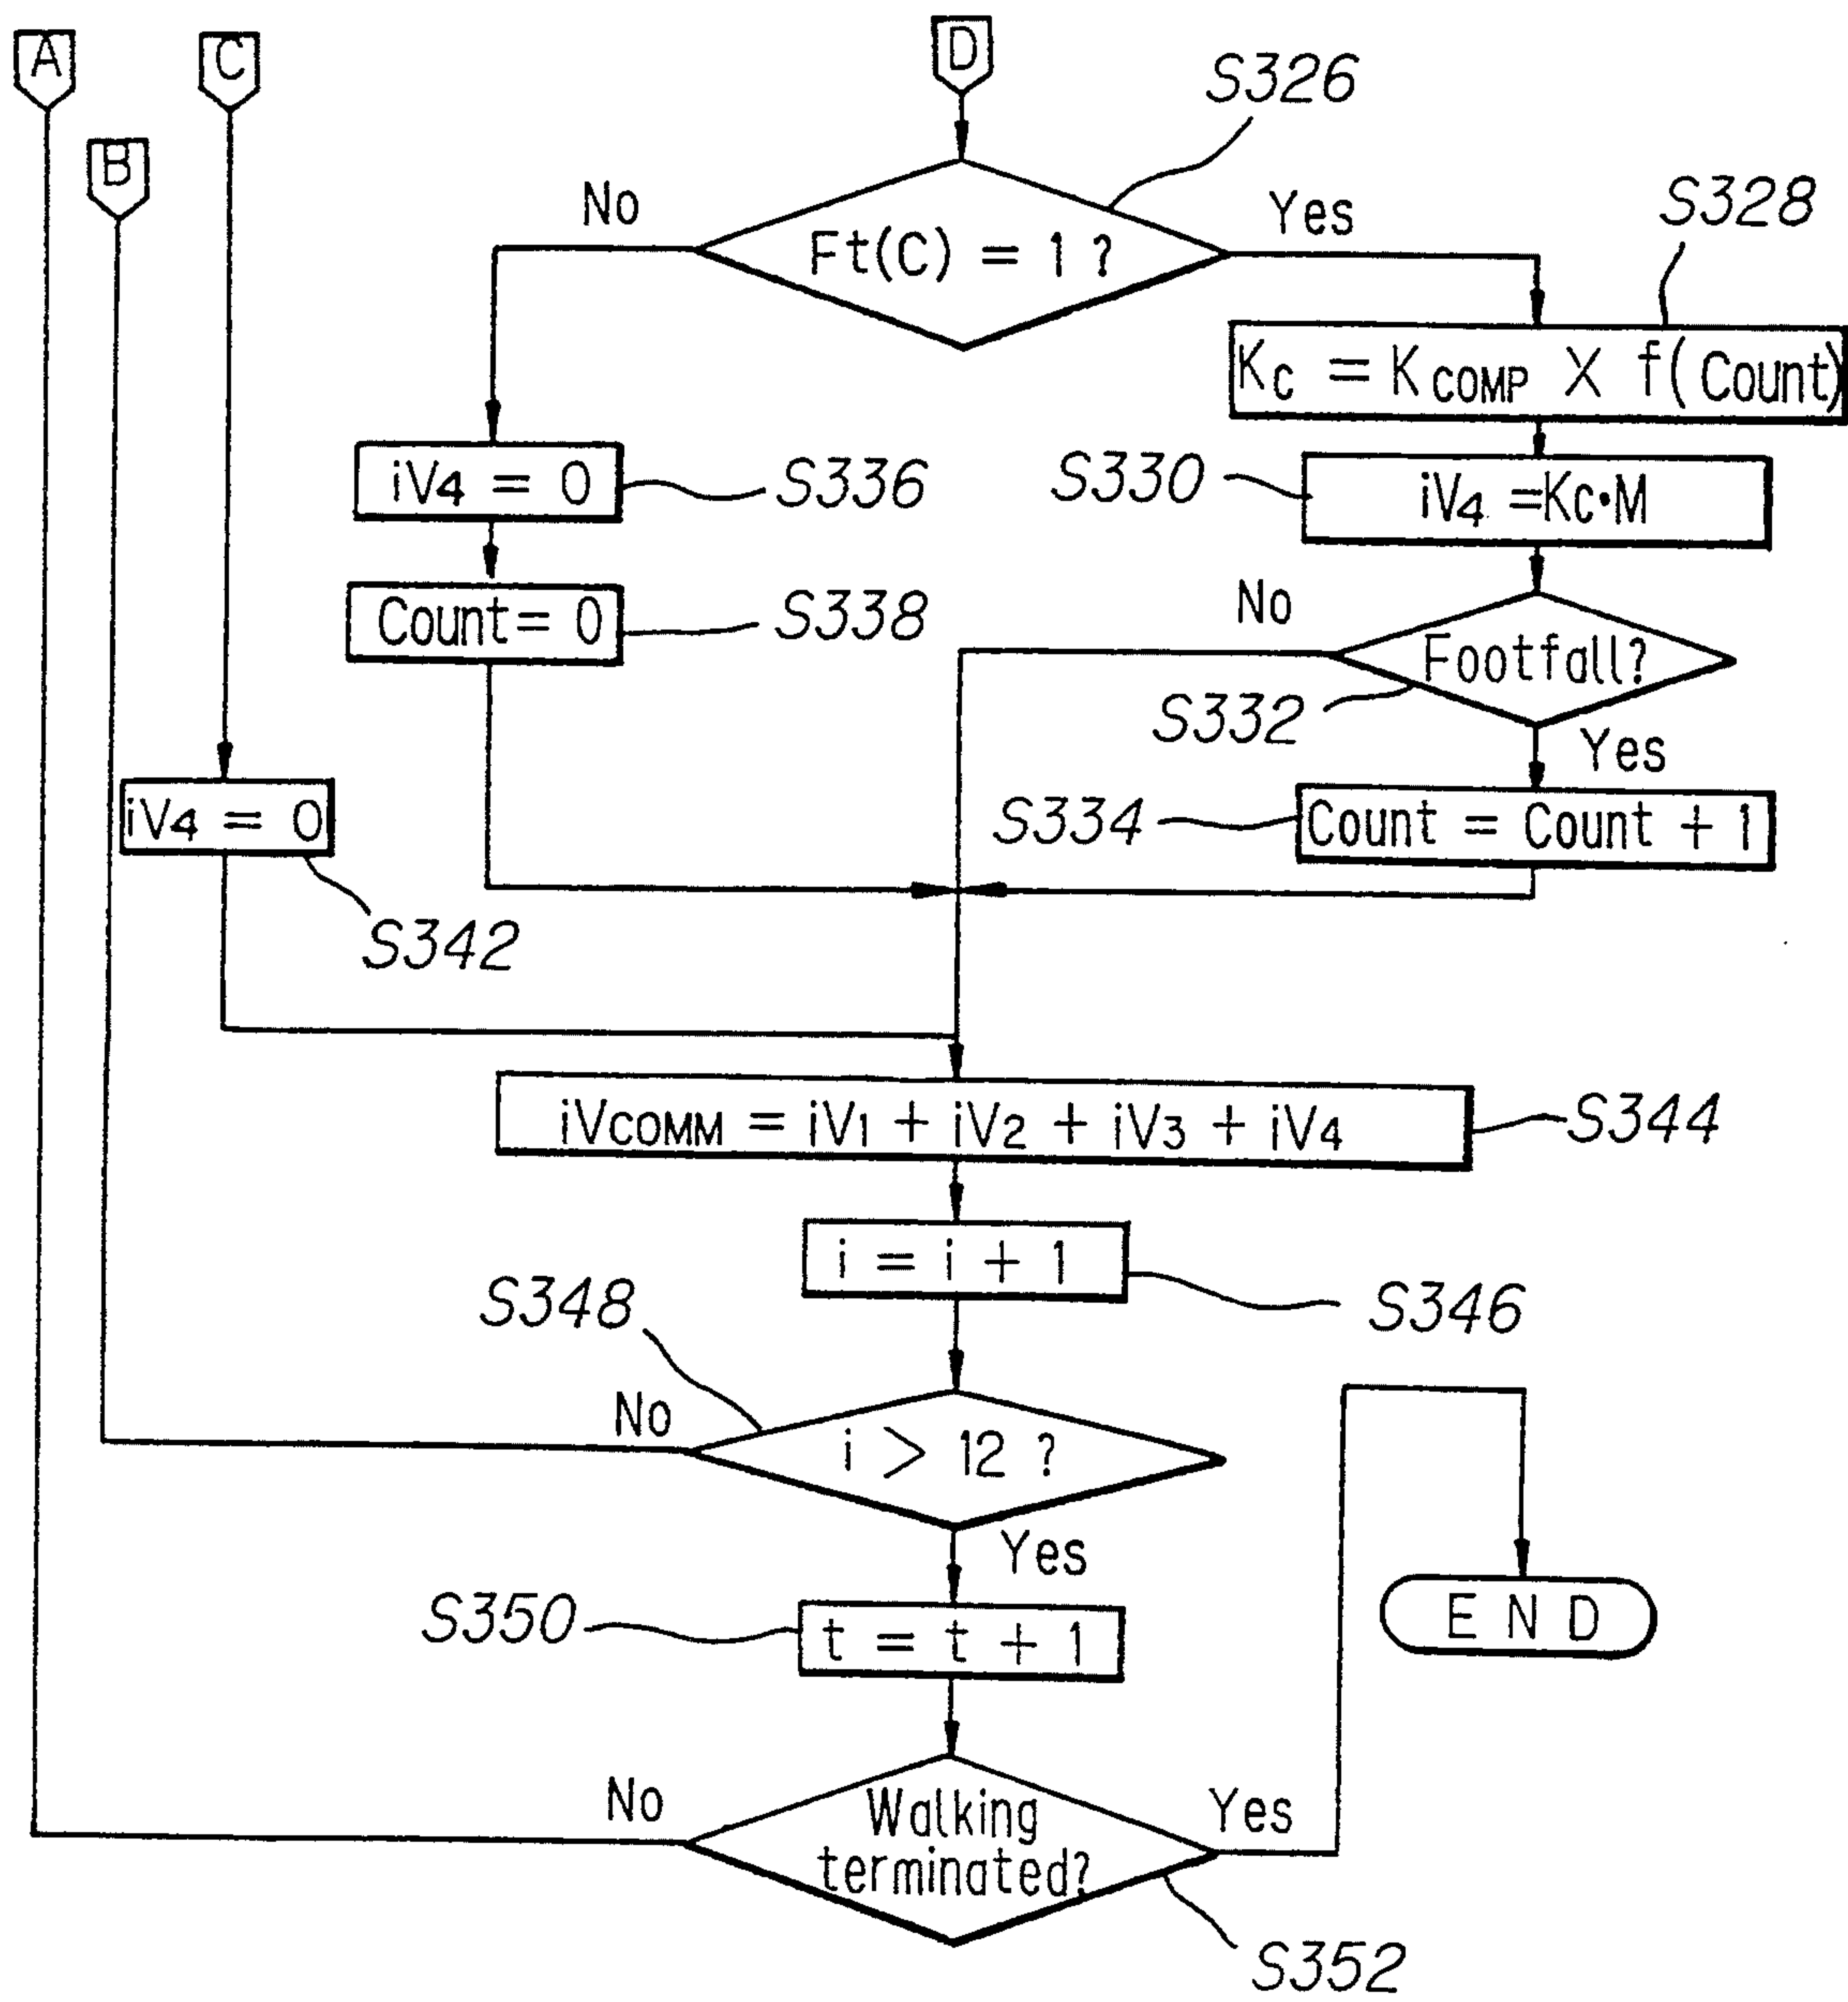 A
C
D
B
S326
No
Yes
S328
Ft(C) = 1 ?
Kc = KCOMP X f(Count)
iV4 = 0
S336
S330
iV4 = Kc·M
Count = 0
S338
No
Footfall?
S332
Yes
iV4 = 0
S334
Count = Count + 1
S342
iVCOMM = iV1 + iV2 + iV3 + iV4
S344
i = i + 1
S346
S348
No
i > 12 ?
Yes
S350
t = t + 1
END
No
Walking
terminated?
Yes
S352